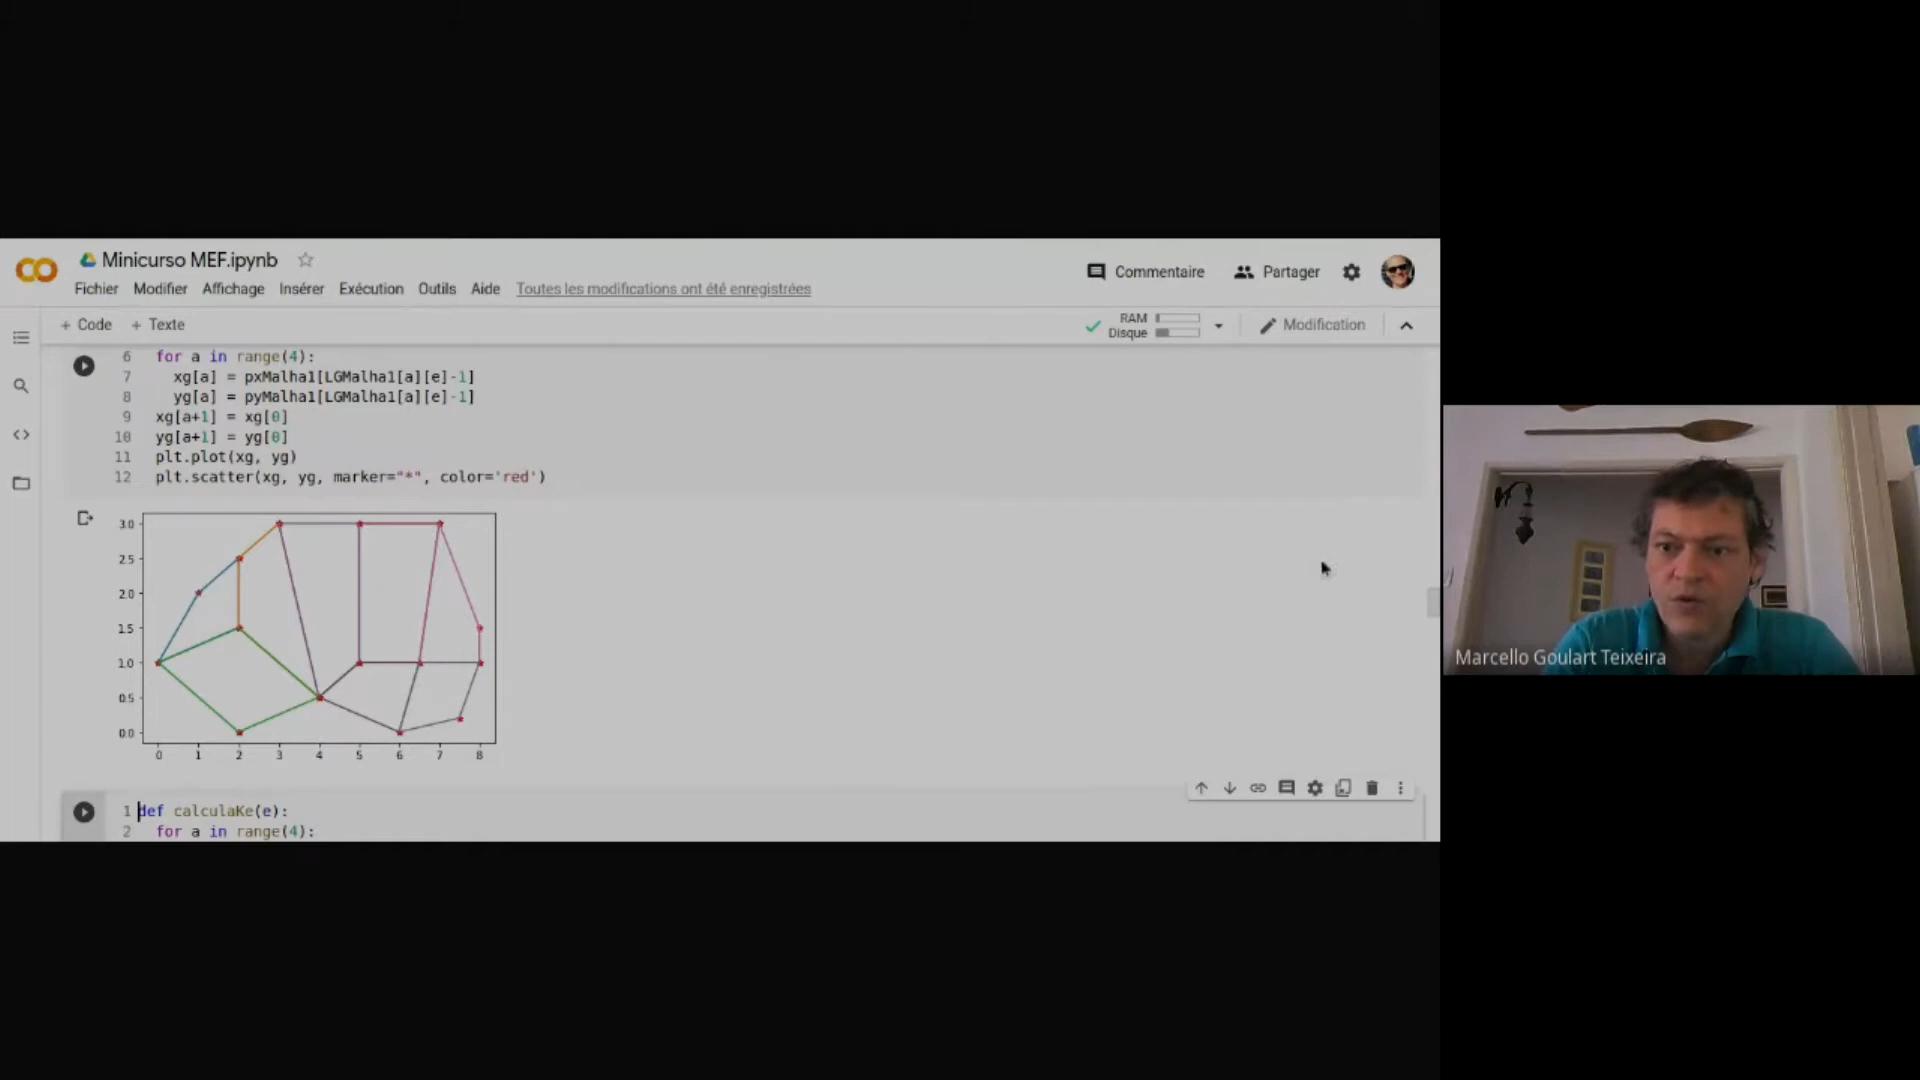 Minicurso MEF.ipynb
Fichier Modifier Affichage Insérer Exécution Outils Aide Toutes les modifications ont été enregistrées
Commentaire Partager
+ Code + Texte
RAM
Disque
Modification
6 for a in range(4):
7 xg[a] = pxMalha1[LGMalha1[a][e]-1]
8 yg[a] = pyMalha1[LGMalha1[a][e]-1]
9 xg[a+1] = xg[0]
10 yg[a+1] = yg[0]
11 plt.plot(xg, yg)
12 plt.scatter(xg, yg, marker="*", color='red')
3.0
2.5
2.0
1.5
1.0
0.5
0.0
0 1 2 3 4 5 6 7 8
1 def calculaKe(e):
2 for a in range(4):
Marcello Goulart Teixeira